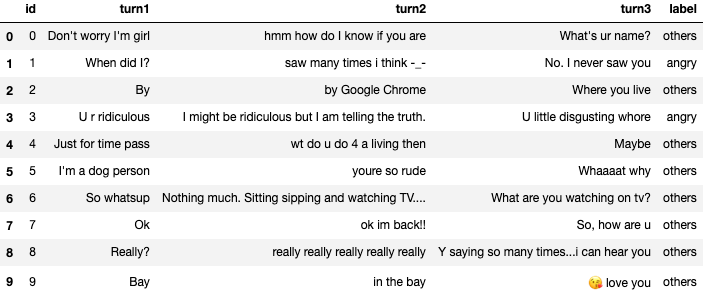 id turn1 turn2 turn3 label
0 0 Don't worry I'm girl hmm how do I know if you are What's ur name? others
1 1 When did I? saw many times i think -_- No. I never saw you angry
2 2 By by Google Chrome Where you live others
3 3 U r ridiculous I might be ridiculous but I am telling the truth. U little disgusting whore angry
4 4 Just for time pass wt do u do 4 a living then Maybe others
5 5 I'm a dog person youre so rude Whaaaat why others
6 6 So whatsup Nothing much. Sitting sipping and watching TV.... What are you watching on tv? others
7 7 Ok ok im back!! So, how are u others
8 8 Really? really really really really really Y saying so many times...i can hear you others
9 9 Bay in the bay 😘 love you others